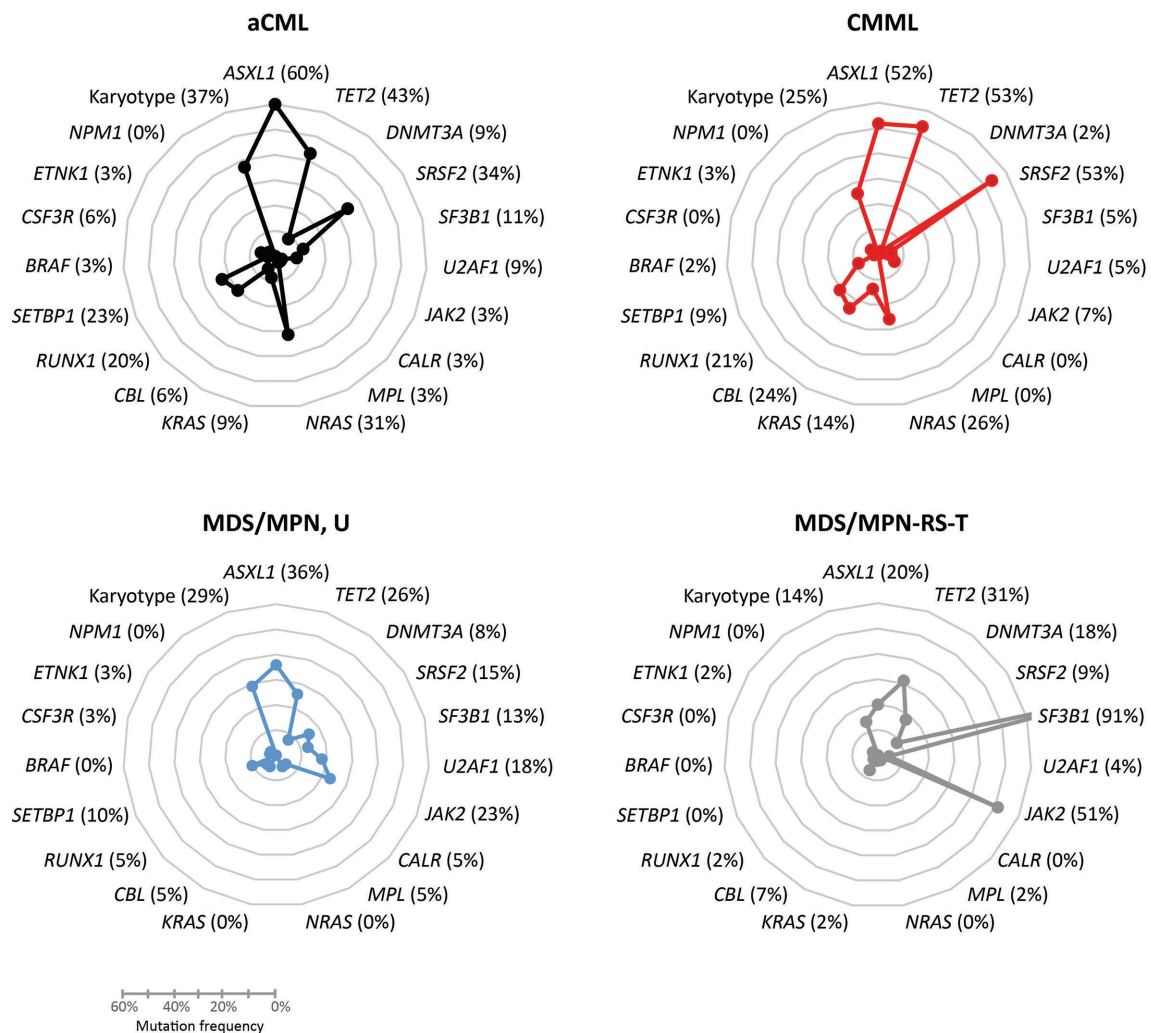 aCML
ASXL1 (60%)
Karyotype (37%)
TET2 (43%)
NPM1 (0%)
DNMT3A (9%)
ETNK1 (3%)
SRSF2 (34%)
CSF3R (6%)
SF3B1 (11%)
BRAF (3%)
U2AF1 (9%)
SETBP1 (23%)
JAK2 (3%)
RUNX1 (20%)
CALR (3%)
CBL (6%)
MPL (3%)
KRAS (9%)
NRAS (31%)
CMML
ASXL1 (52%)
Karyotype (25%)
TET2 (53%)
NPM1 (0%)
DNMT3A (2%)
ETNK1 (3%)
SRSF2 (53%)
CSF3R (0%)
SF3B1 (5%)
BRAF (2%)
U2AF1 (5%)
SETBP1 (9%)
JAK2 (7%)
RUNX1 (21%)
CALR (0%)
CBL (24%)
MPL (0%)
KRAS (14%)
NRAS (26%)
MDS/MPN, U
ASXL1 (36%)
Karyotype (29%)
TET2 (26%)
NPM1 (0%)
DNMT3A (8%)
ETNK1 (3%)
SRSF2 (15%)
CSF3R (3%)
SF3B1 (13%)
BRAF (0%)
U2AF1 (18%)
SETBP1 (10%)
JAK2 (23%)
RUNX1 (5%)
CALR (5%)
CBL (5%)
MPL (5%)
KRAS (0%)
NRAS (0%)
MDS/MPN-RS-T
ASXL1 (20%)
Karyotype (14%)
TET2 (31%)
NPM1 (0%)
DNMT3A (18%)
ETNK1 (2%)
SRSF2 (9%)
CSF3R (0%)
SF3B1 (91%)
BRAF (0%)
U2AF1 (4%)
SETBP1 (0%)
JAK2 (51%)
RUNX1 (2%)
CALR (0%)
CBL (7%)
MPL (2%)
KRAS (2%)
NRAS (0%)
60% 40% 20% 0%
Mutation frequency